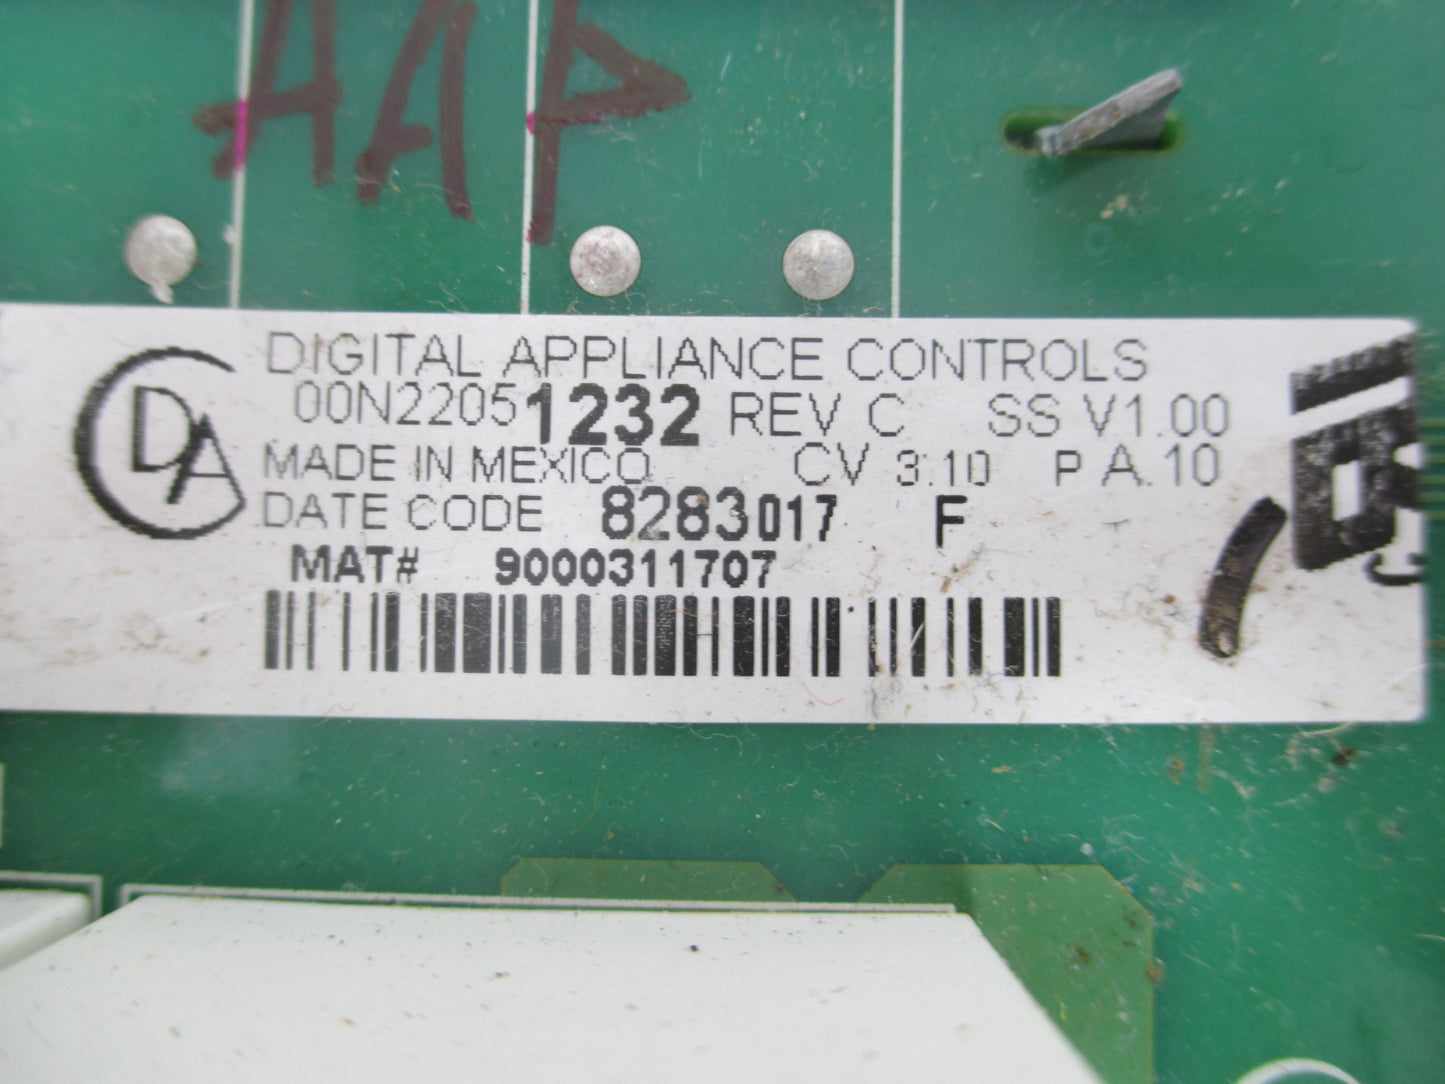 AAP
DIGITAL APPLIANCE CONTROLS
DA
00N22051232 REV C SS V1.00
MADE IN MEXICO CV 3.10 P A.10
DATE CODE 8283017 F
MAT# 9000311707